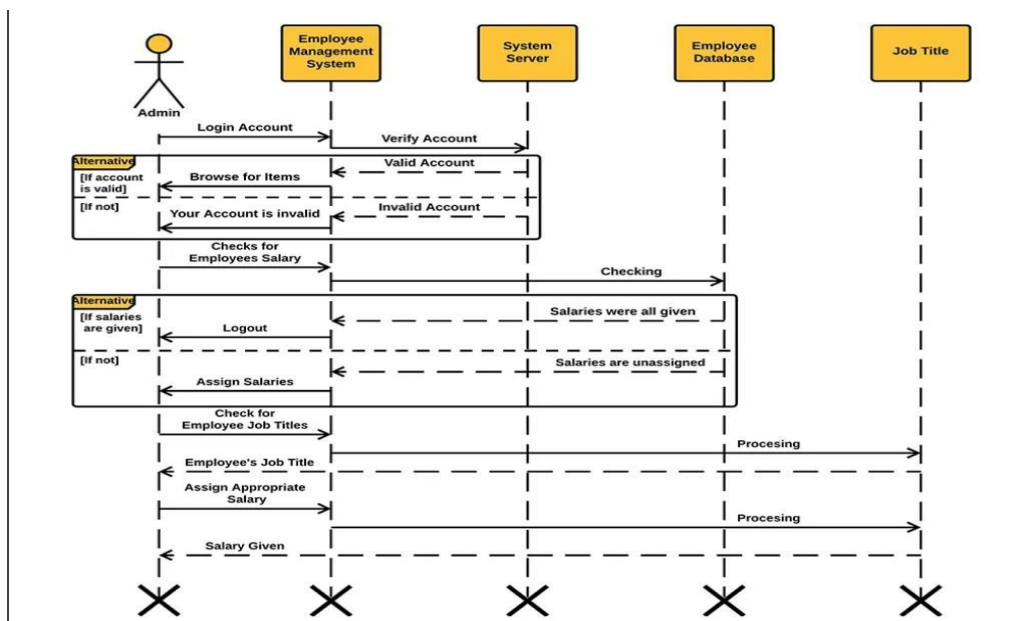 Employee
Management
System
System
Server
Employee
Database
Job Title
Admin
Login Account
Verify Account
Alternative
[If account
is valid]
Valid Account
Browse for Items
[If not]
Your Account is invalid
Invalid Account
Checks for
Employees Salary
Checking
Alternative
[If salaries
are given]
Salaries were all given
Logout
[If not]
Salaries are unassigned
Assign Salaries
Check for
Employee Job Titles
Procesing
Employee's Job Title
Assign Appropriate
Salary
Procesing
Salary Given